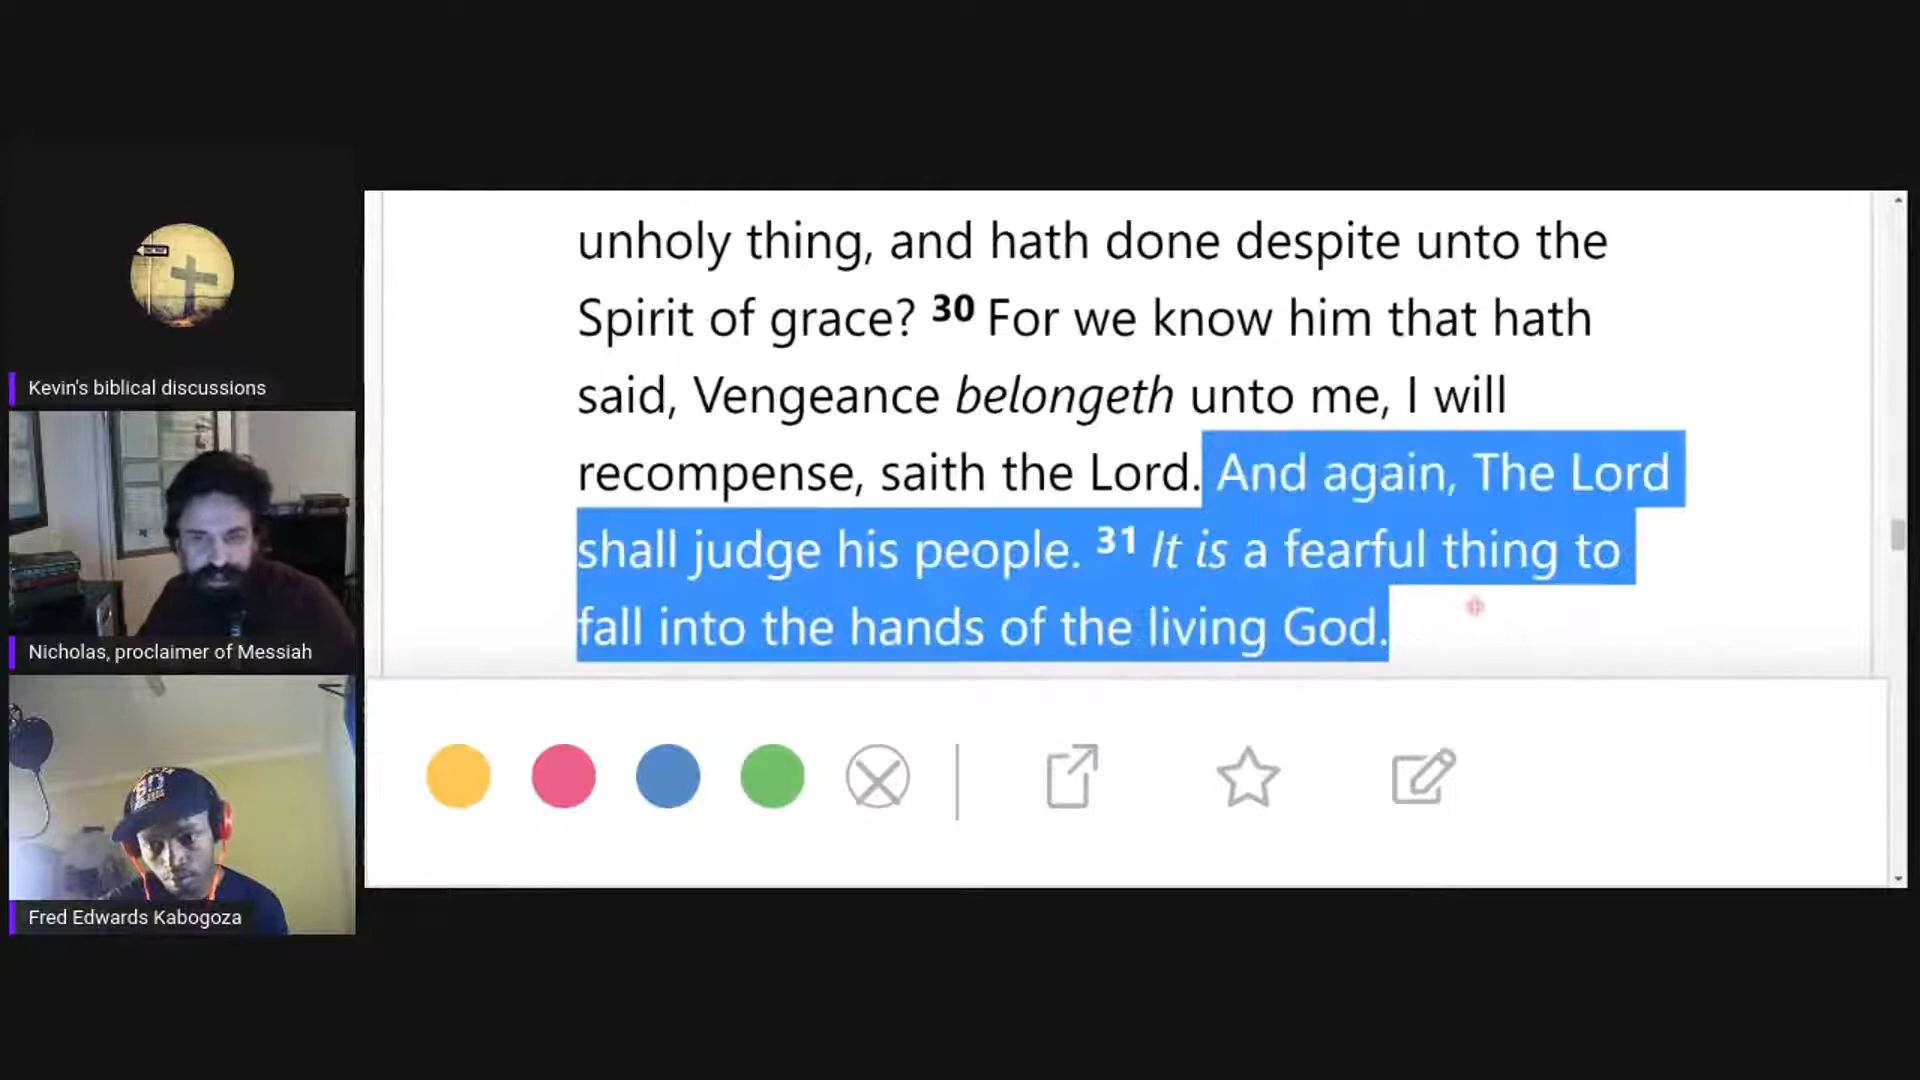 Kevin's biblical discussions
Nicholas, proclaimer of Messiah
Fred Edwards Kabogoza
unholy thing, and hath done despite unto the
Spirit of grace? 30 For we know him that hath
said, Vengeance belongeth unto me, I will
recompense, saith the Lord. And again, The Lord
shall judge his people. 31 It is a fearful thing to
fall into the hands of the living God.